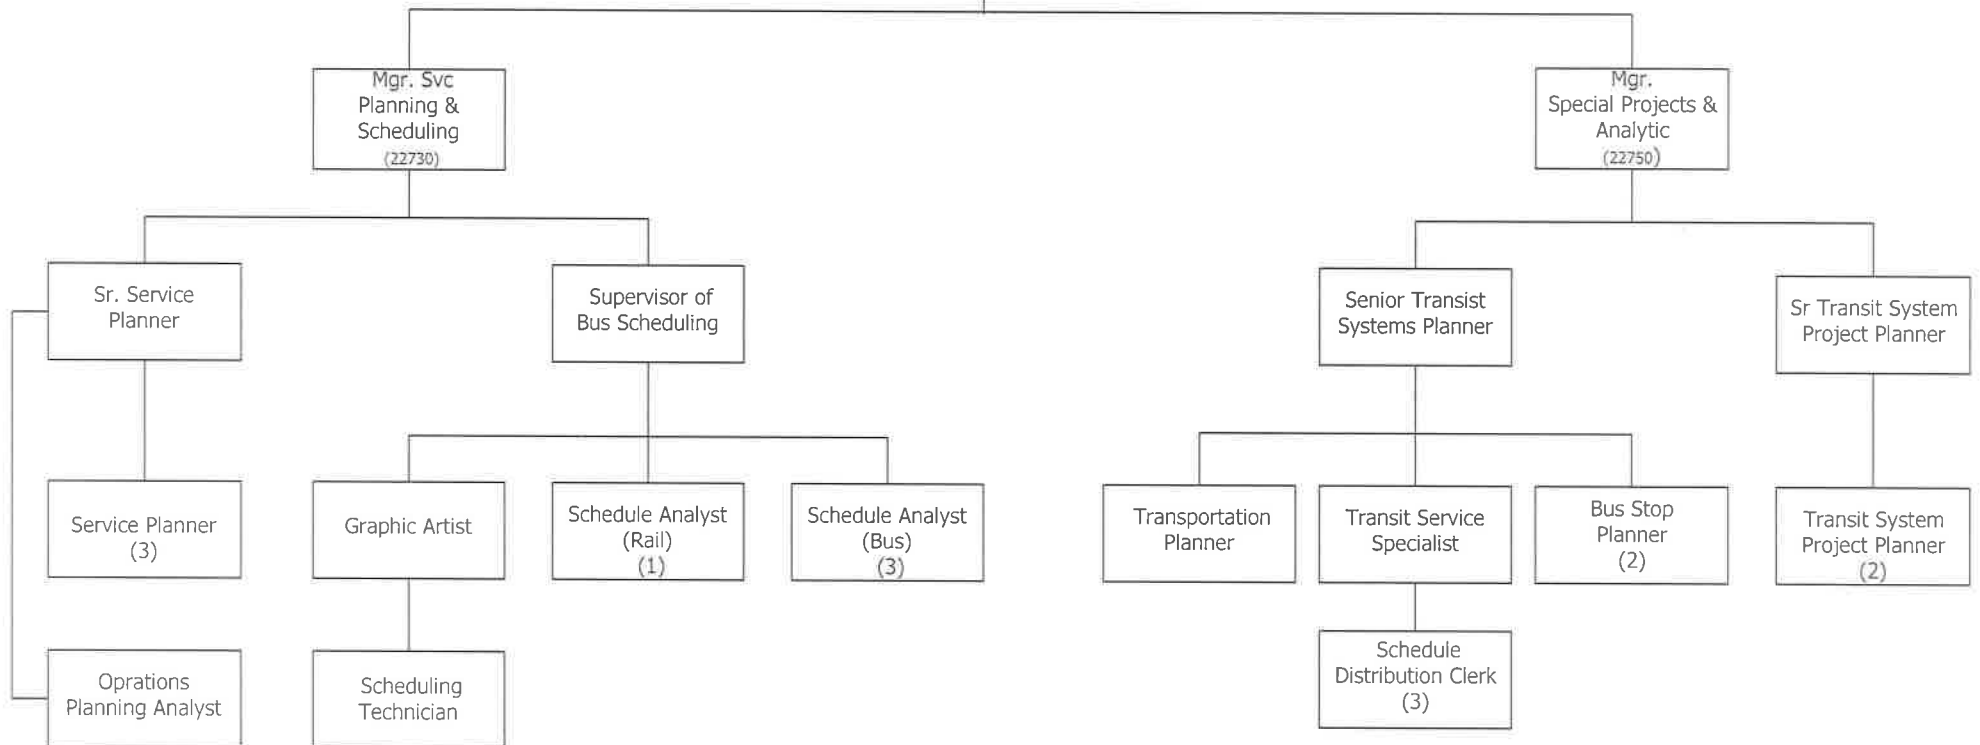 Mgr. Svc
Planning &
Scheduling
(22730)
Mgr.
Special Projects &
Analytic
(22750)
Sr. Service
Planner
Supervisor of
Bus Scheduling
Senior Transist
Systems Planner
Sr Transit System
Project Planner
Service Planner
(3)
Graphic Artist
Schedule Analyst
(Rail)
(1)
Schedule Analyst
(Bus)
(3)
Transportation
Planner
Transit Service
Specialist
Bus Stop
Planner
(2)
Transit System
Project Planner
(2)
Oprations
Planning Analyst
Scheduling
Technician
Schedule
Distribution Clerk
(3)